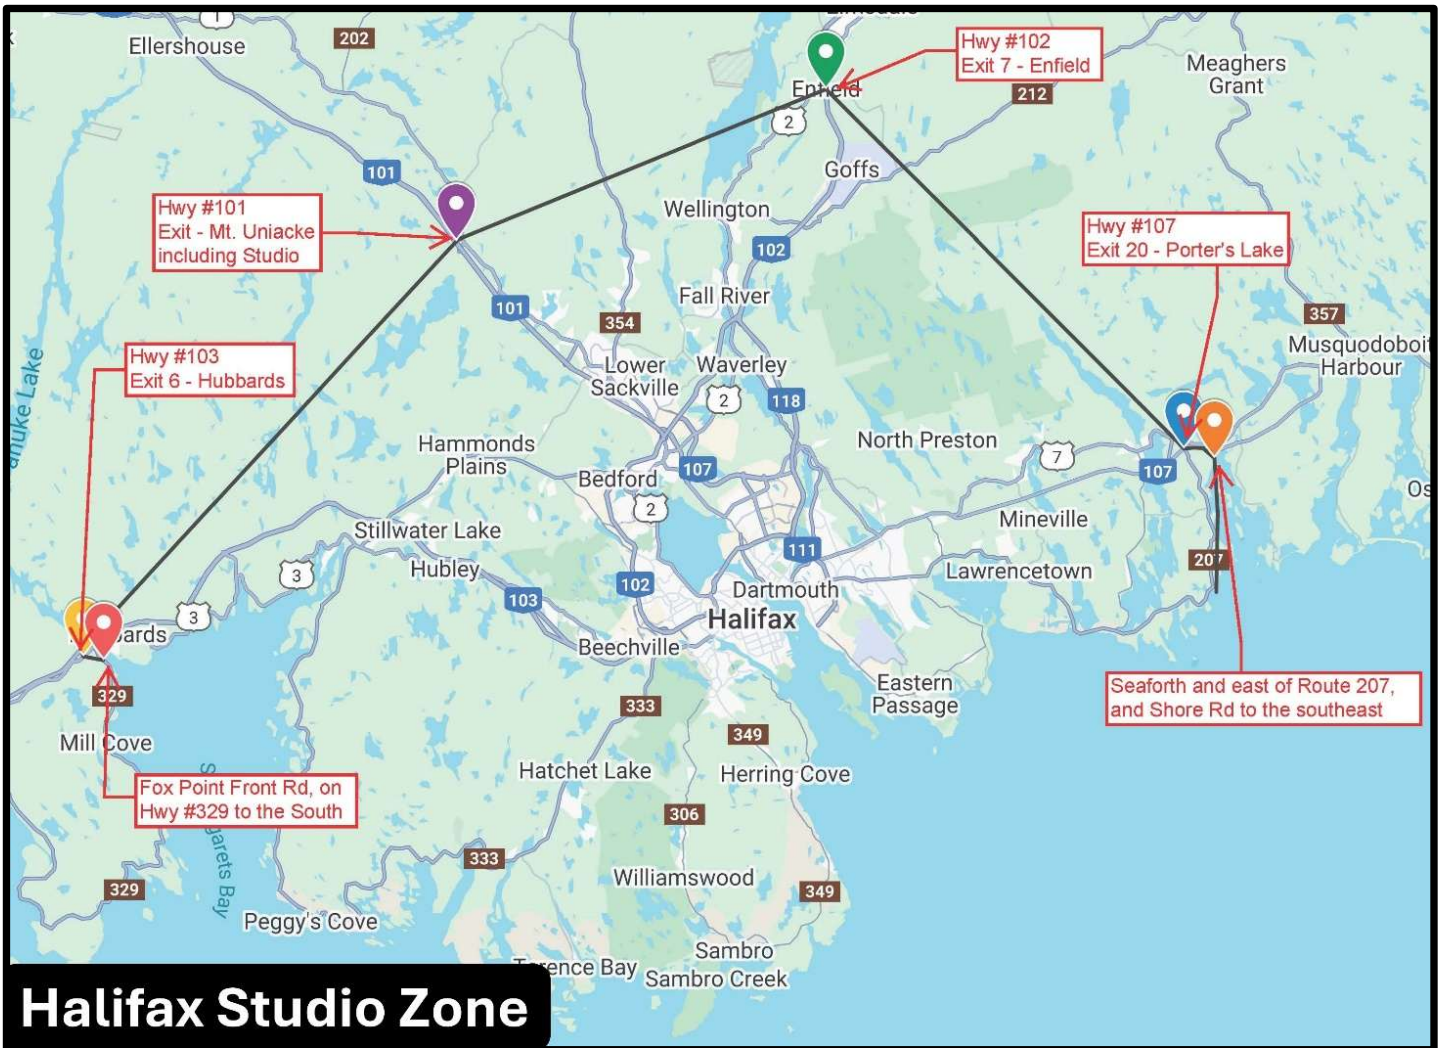 1
Ellershouse
202
Hwy #102
Exit 7 - Enfield
Enfield
Meaghers
Grant
212
2
101
Goffs
Hwy #101
Exit - Mt. Uniacke
including Studio
Wellington
Hwy #107
Exit 20 - Porter's Lake
102
101
Fall River
354
357
Musquodoboit
Harbour
Hwy #103
Exit 6 - Hubbards
Lower
Sackville
Waverley
2
118
Hammonds
Plains
North Preston
7
107
107
Bedford
2
Stillwater Lake
Mineville
Hubley
3
111
207
Lawrencetown
102
103
Dartmouth
Halifax
3
Beechville
329
Eastern
Passage
Seaforth and east of Route 207,
and Shore Rd to the southeast
333
349
Mill Cove
Hatchet Lake
Herring Cove
Fox Point Front Rd, on
Hwy #329 to the South
306
333
Williamswood
329
349
Peggy's Cove
Sambro
Sambro Creek
Halifax Studio Zone